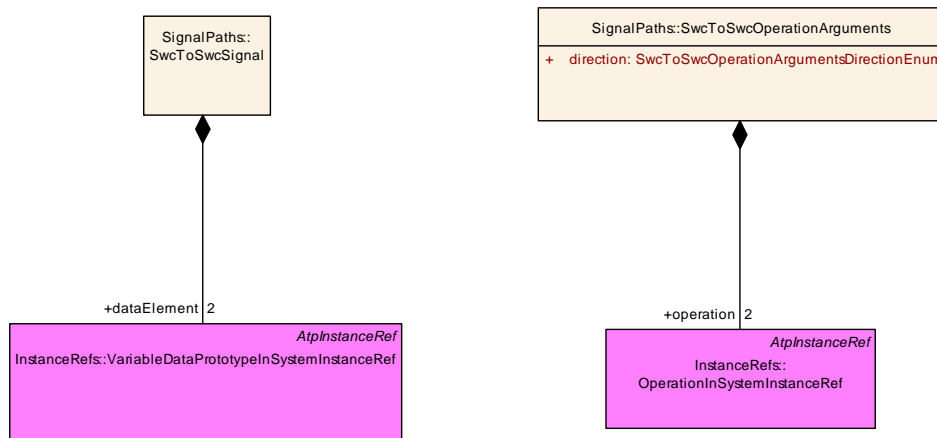 SignalPaths::
SwcToSwcSignal
SignalPaths::SwcToSwcOperationArguments
+ direction: SwcToSwcOperationArgumentsDirectionEnum
+dataElement 2
+operation 2
AtpInstanceRef
InstanceRefs::VariableDataPrototypeInSystemInstanceRef
AtpInstanceRef
InstanceRefs::
OperationInSystemInstanceRef